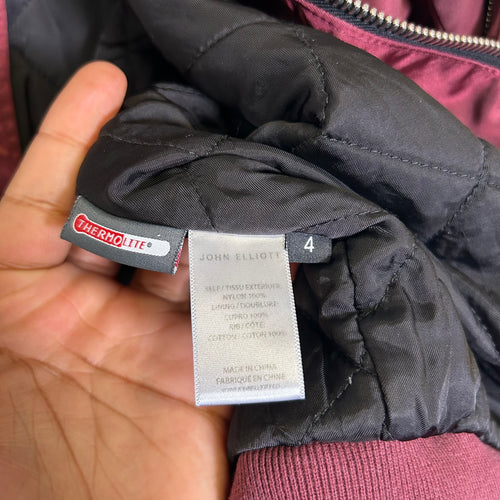 THERMOLITE®
JOHN ELLIOTT
4
SELF/TISSU EXTERIEUR:
NYLON 100%
LINING/DOUBLURE:
CUPRO 100%
RIB/CÔTE:
COTTON/COTON 100%
MADE IN CHINA
FABRIQUÉ EN CHINE